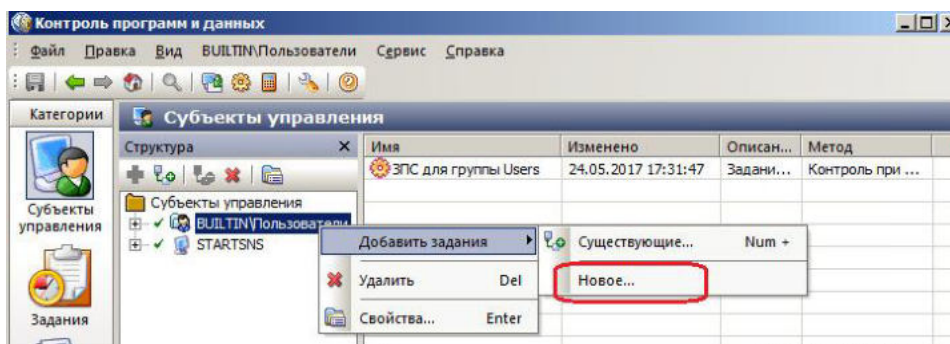 Контроль программ и данных
Файл Правка Вид BUILTIN\Пользователи Сервис Справка
Категории Субъекты управления
Структура Имя Изменено Описан... Метод
ЗПС для группы Users 24.05.2017 17:31:47 Задани... Контроль при ...
Субъекты управления
Субъекты управления
BUILTIN\Пользователи
STARTSNS
Добавить задания Существующие... Num +
Удалить Del Новое...
Свойства... Enter
Задания